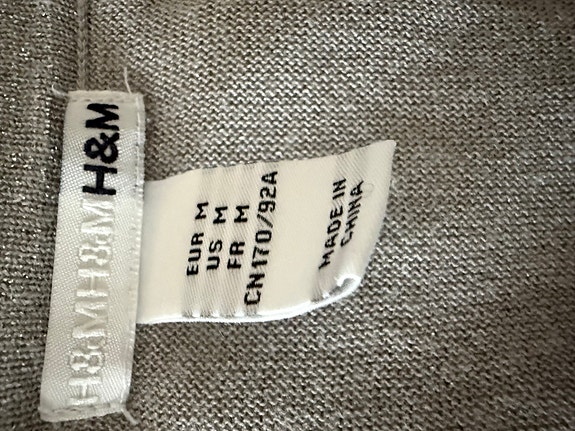 H&MH&MH&M
EUR M
US M
FR M
CN170/92A
MADE IN
CHINA